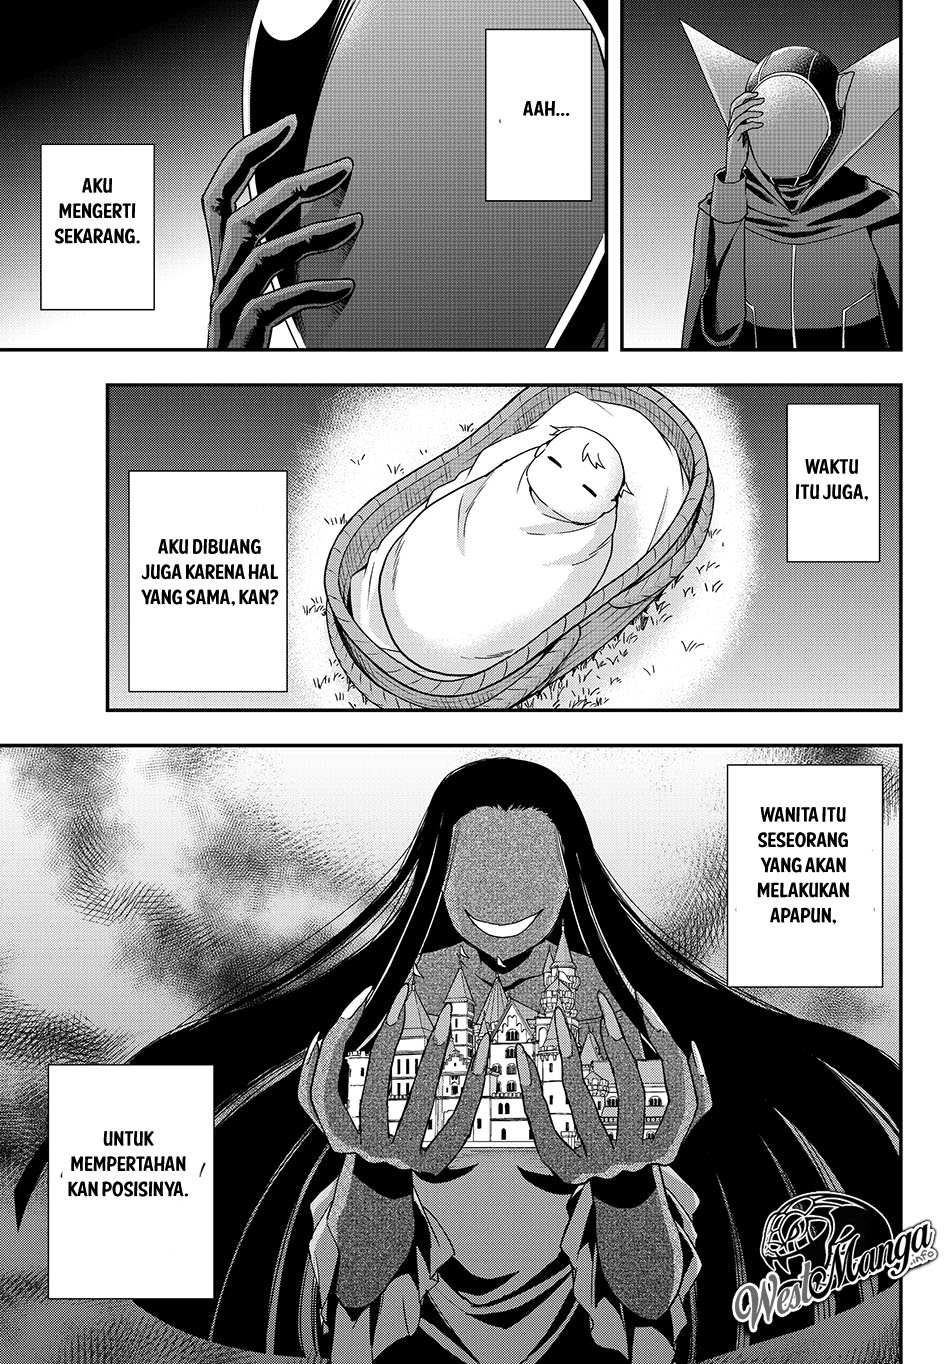 AAH...
AKU
MENGERTI
SEKARANG.
WAKTU
ITU JUGA,
AKU DIBUANG
JUGA KARENA HAL
YANG SAMA, KAN?
WANITA ITU
SESEORANG
YANG AKAN
MELAKUKAN
APAPUN,
UNTUK
MEMPERTAHAN
KAN POSISINYA.
WestManga
.info